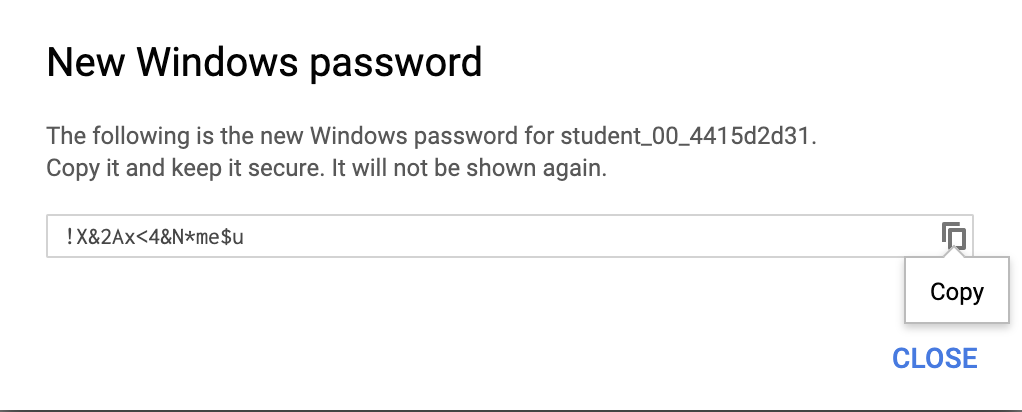 New Windows password
The following is the new Windows password for student_00_4415d2d31.
Copy it and keep it secure. It will not be shown again.
!X&2Ax<4&N*me$u
Copy
CLOSE